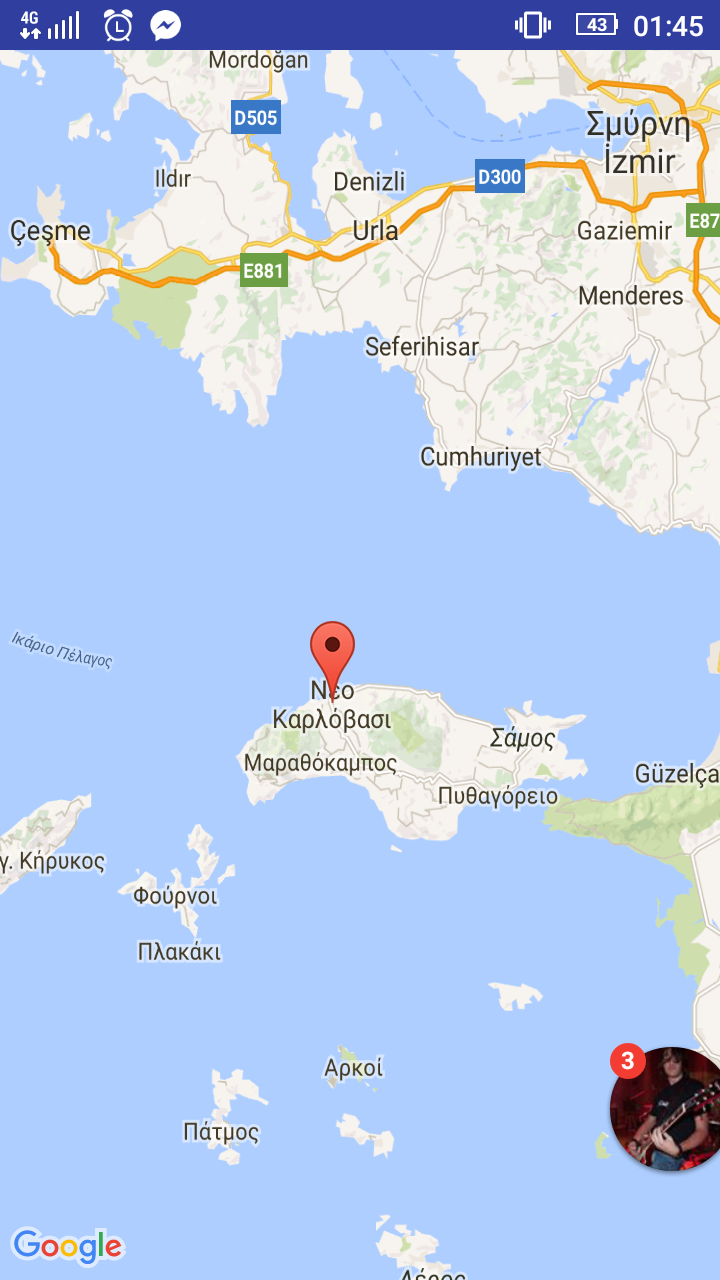 4G
43
01:45
Mordoğan
D505
Σμύρνη
İzmir
Ildır
Denizli
D300
Çeşme
Urla
Gaziemir
E87
E881
Menderes
Seferihisar
Cumhuriyet
Ικάριο Πέλαγος
Νέο
Καρλόβασι
Σάμος
Μαραθόκαμπος
Güzelça
Πυθαγόρειο
γ. Κήρυκος
Φούρνοι
Πλακάκι
3
Αρκοί
Πάτμος
Google
Λέρος